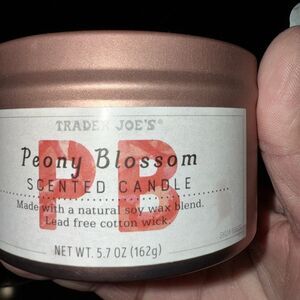 TRADER JOE'S®
PB
Peony Blossom
SCENTED CANDLE
Made with a natural soy wax blend.
Lead free cotton wick.
NET WT. 5.7 OZ (162g)